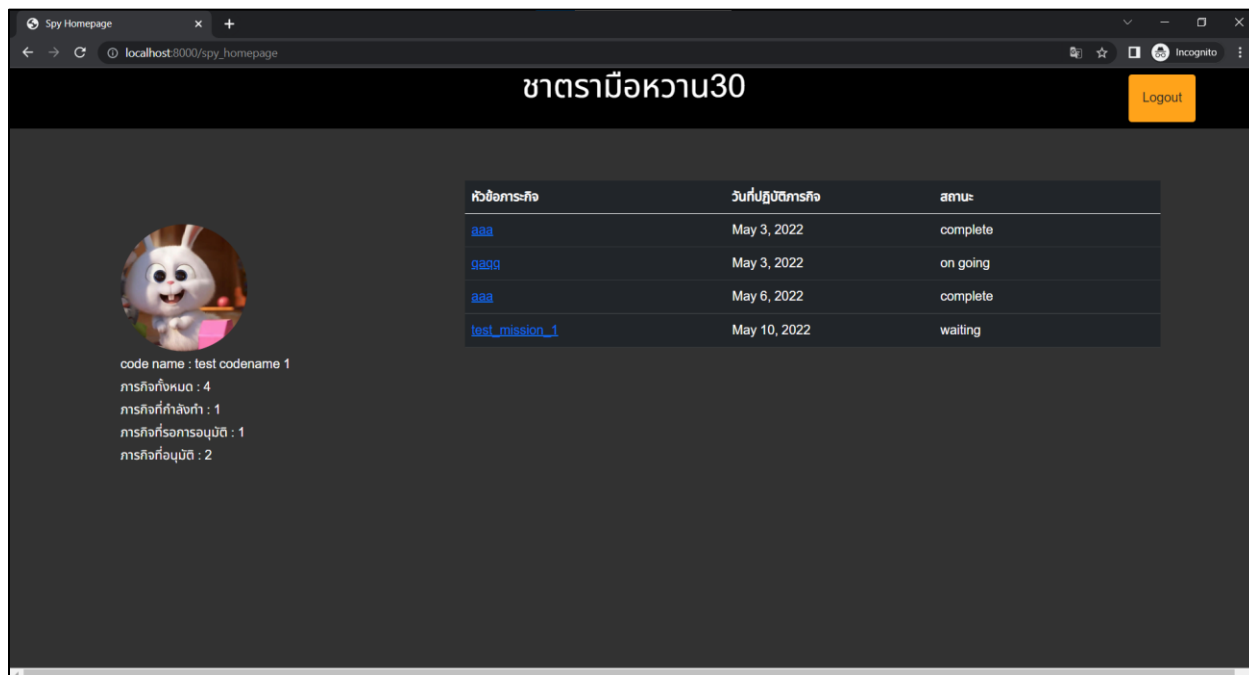 Spy Homepage
localhost:8000/spy_homepage
Incognito
ชาตรามือหวาน30
Logout
หัวข้อภาระกิจ วันที่ปฏิบัติภารกิจ สถานะ
aaa May 3, 2022 complete
qaqq May 3, 2022 on going
aaa May 6, 2022 complete
test_mission_1 May 10, 2022 waiting
code name : test codename 1
ภารกิจทั้งหมด : 4
ภารกิจที่กำลังทำ : 1
ภารกิจที่รอการอนุมัติ : 1
ภารกิจที่อนุมัติ : 2